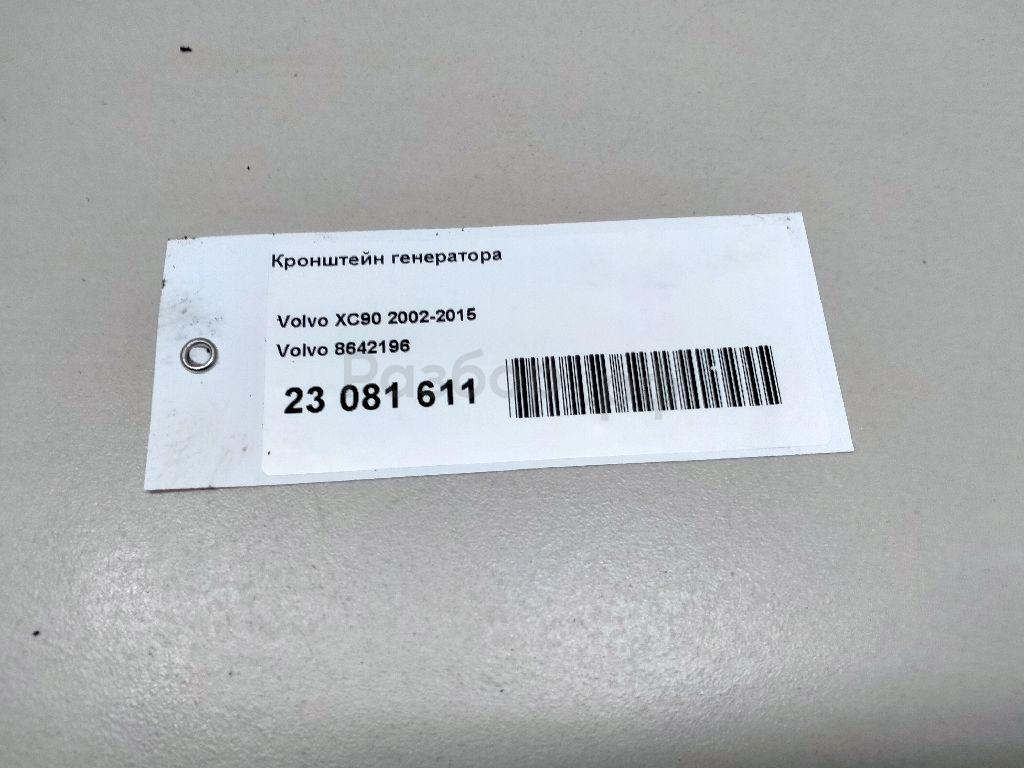 Кронштейн генератора
Volvo XC90 2002-2015
Volvo 8642196
23 081 611